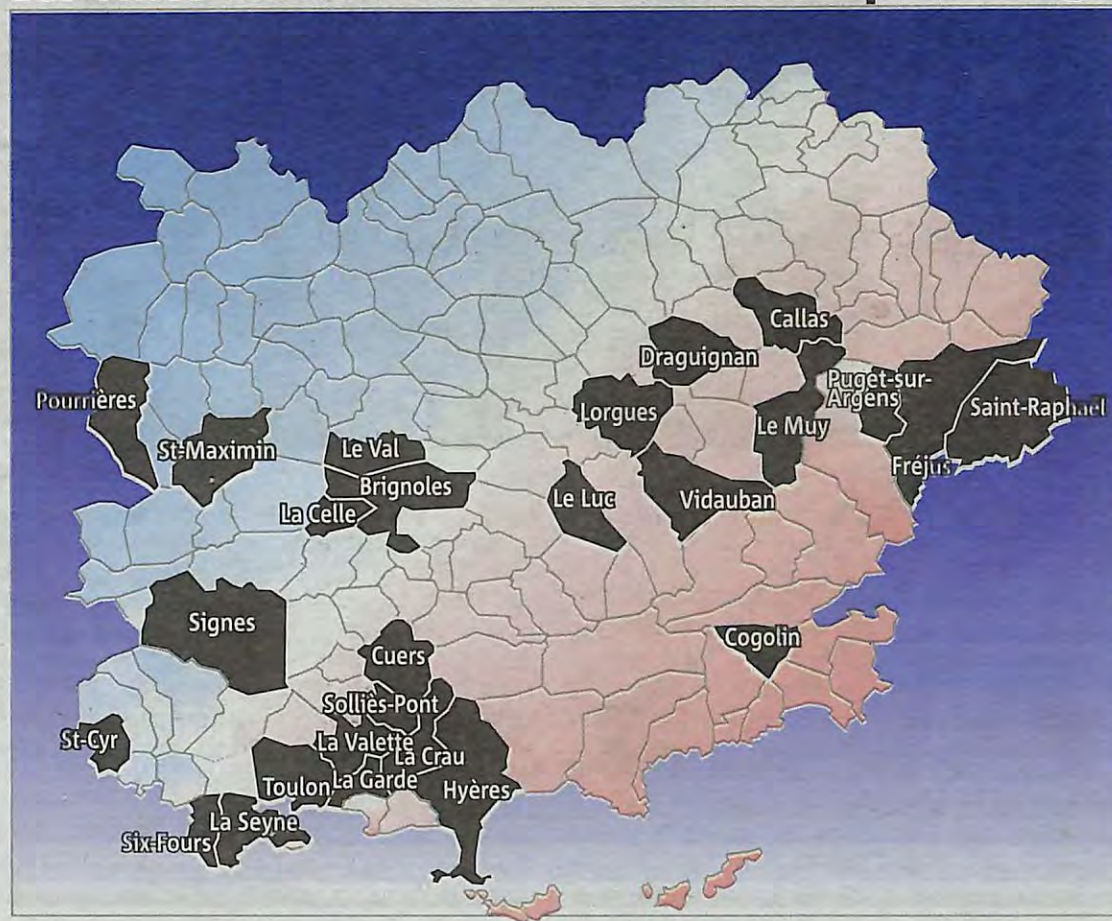 Callas
Draguignan
Puget-sur-
Argens
Saint-Raphaël
Pourrières
Lorgues
Le Muy
St-Maximin
Le Val
Fréjus
Brignoles
Le Luc
Vidauban
La Celle
Signes
Cogolin
Cuers
Solliès-Pont
St-Cyr
La Valette
La Crau
La Garde
Toulon
Hyères
La Seyne
Six-Fours